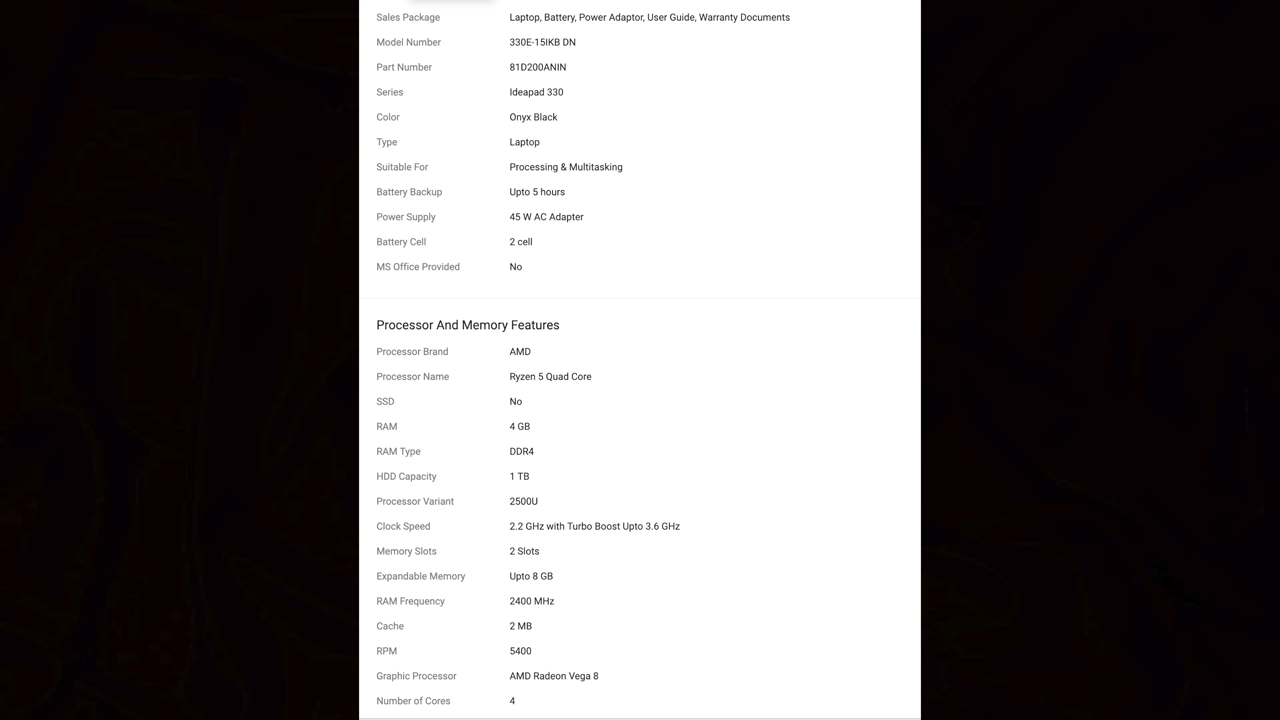 Sales Package Laptop, Battery, Power Adaptor, User Guide, Warranty Documents
Model Number 330E-15IKB DN
Part Number 81D200ANIN
Series Ideapad 330
Color Onyx Black
Type Laptop
Suitable For Processing & Multitasking
Battery Backup Upto 5 hours
Power Supply 45 W AC Adapter
Battery Cell 2 cell
MS Office Provided No
Processor And Memory Features
Processor Brand AMD
Processor Name Ryzen 5 Quad Core
SSD No
RAM 4 GB
RAM Type DDR4
HDD Capacity 1 TB
Processor Variant 2500U
Clock Speed 2.2 GHz with Turbo Boost Upto 3.6 GHz
Memory Slots 2 Slots
Expandable Memory Upto 8 GB
RAM Frequency 2400 MHz
Cache 2 MB
RPM 5400
Graphic Processor AMD Radeon Vega 8
Number of Cores 4